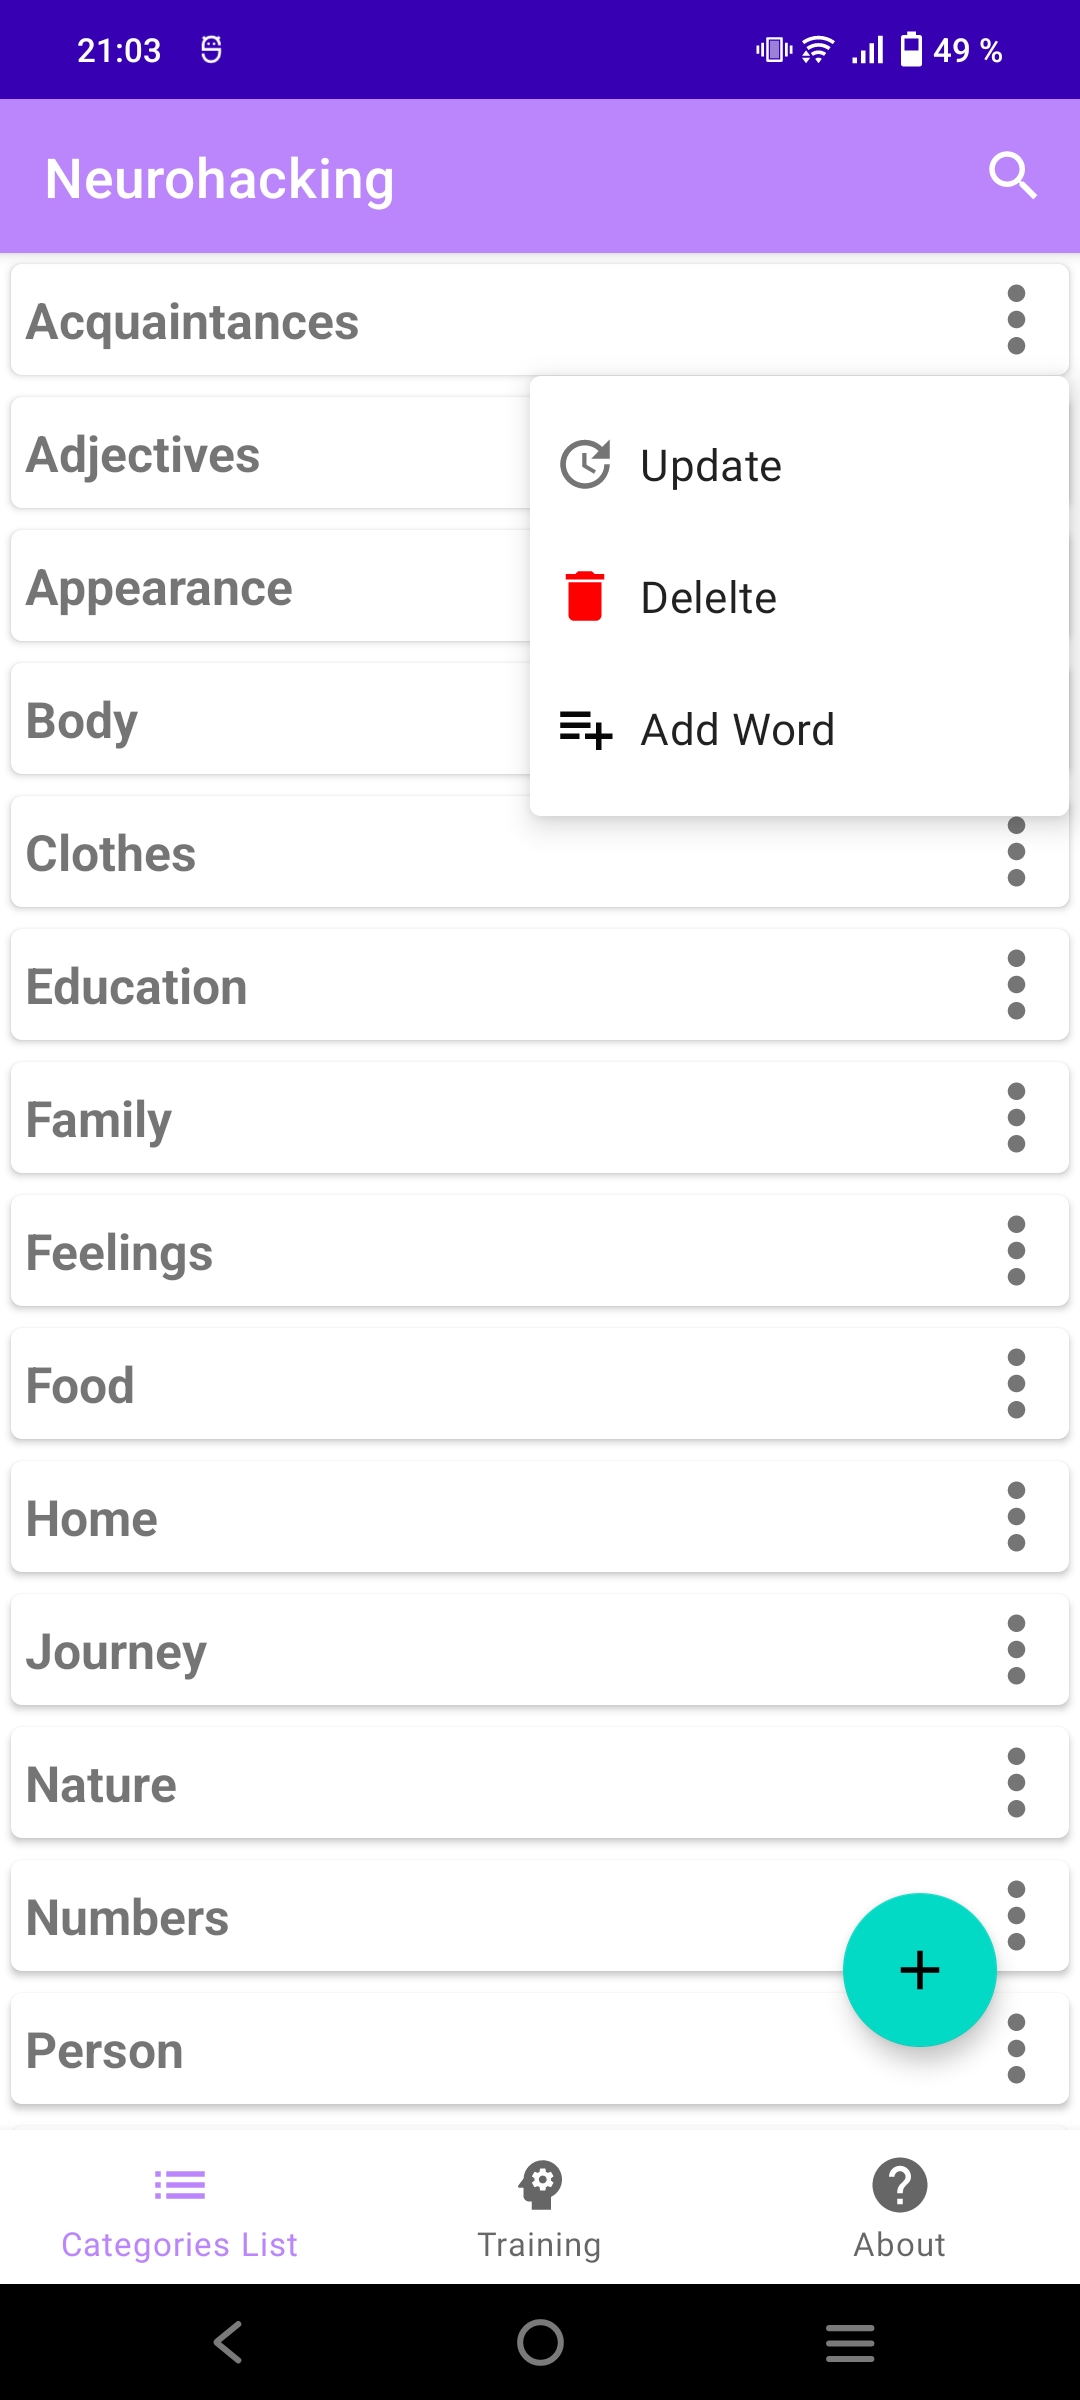 21:03 49 %
Neurohacking
Acquaintances
Adjectives
Update
Appearance
Delelte
Body
Add Word
Clothes
Education
Family
Feelings
Food
Home
Journey
Nature
Numbers
+
Person
Categories List Training About